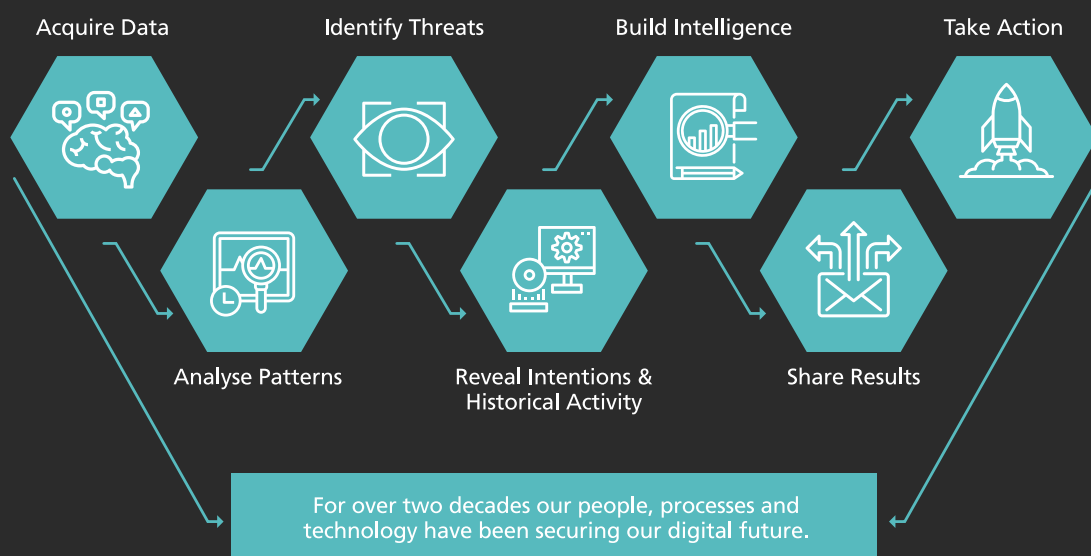 Acquire Data
Identify Threats
Build Intelligence
Take Action
Analyse Patterns
Reveal Intentions &
Historical Activity
Share Results
For over two decades our people, processes and
technology have been securing our digital future.